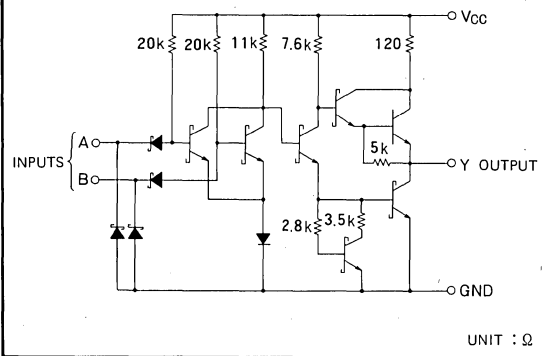 VCC
20k 20k 11k 7.6k 120
A
INPUTS
B
5k
Y OUTPUT
2.8k 3.5k
GND
UNIT : Ω